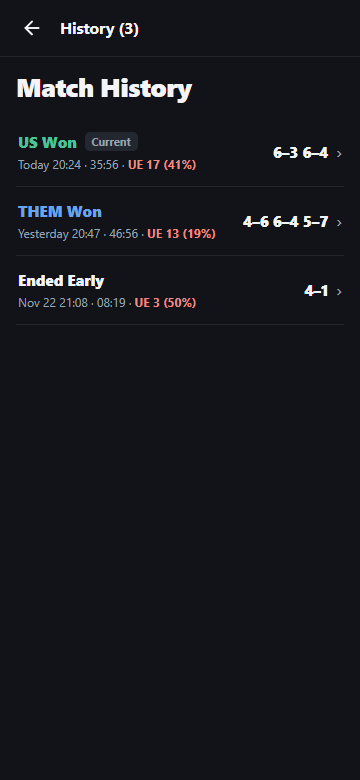 History (3)
Match History
US Won Current
6–3 6–4
Today 20:24 · 35:56 · UE 17 (41%)
THEM Won
4–6 6–4 5–7
Yesterday 20:47 · 46:56 · UE 13 (19%)
Ended Early
4–1
Nov 22 21:08 · 08:19 · UE 3 (50%)